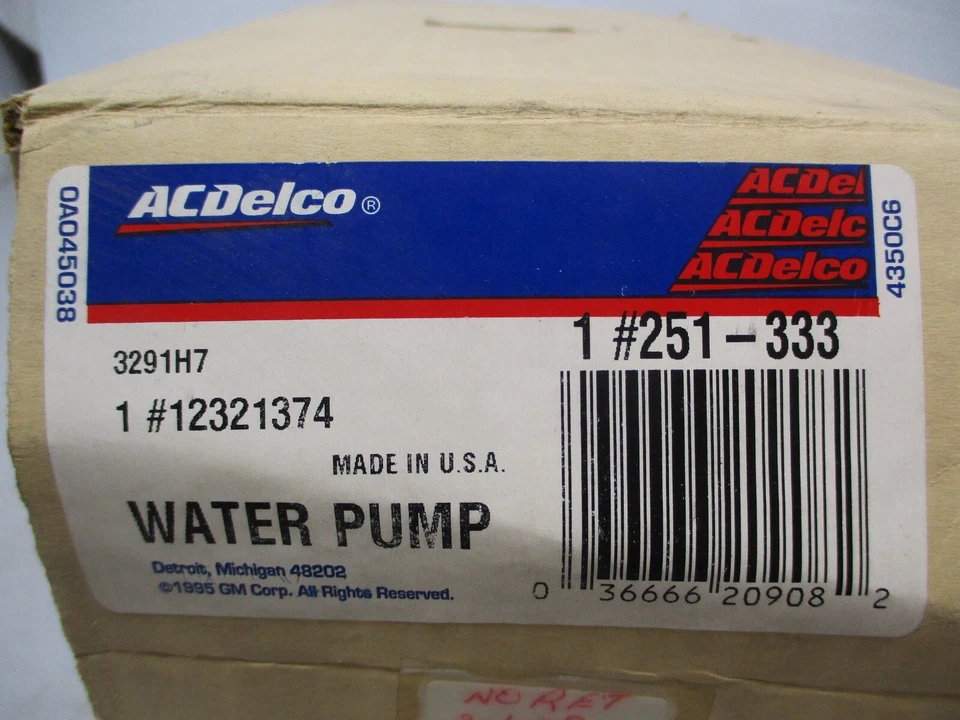 ACDelco®
ACDel
ACDelc
ACDelco
0A045038
4350C6
1 #251-333
3291H7
1 #12321374
MADE IN U.S.A.
WATER PUMP
Detroit, Michigan 48202
©1995 GM Corp. All Rights Reserved.
0 36666 20908 2
NO RET